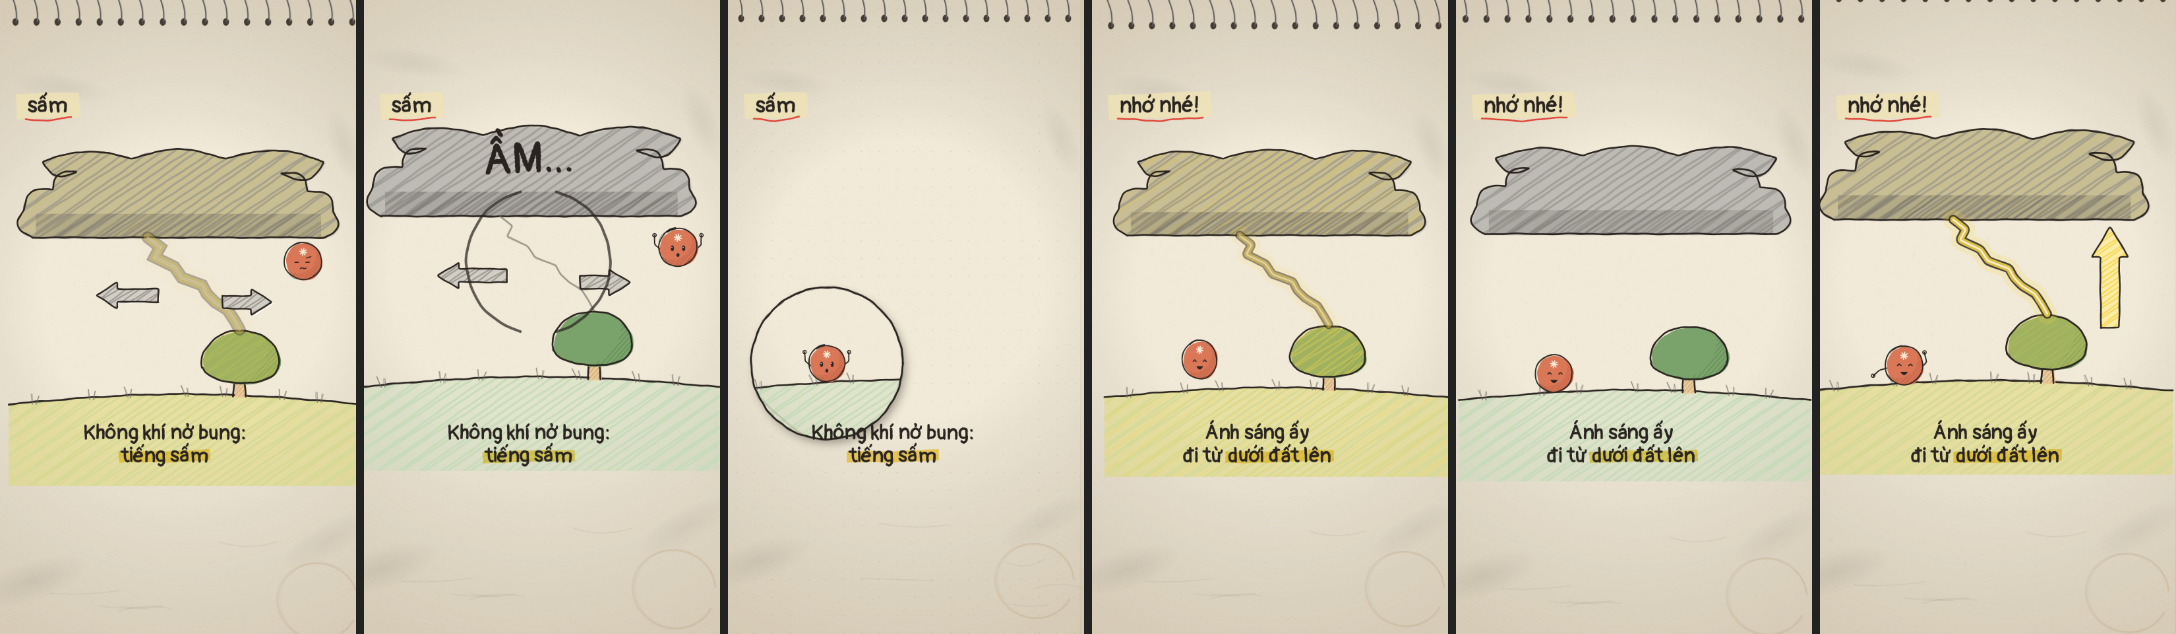 sấm
Không khí nở bung:
tiếng sấm
sấm
ẦM...
Không khí nở bung:
tiếng sấm
sấm
Không khí nở bung:
tiếng sấm
nhớ nhé!
Ánh sáng ấy
đi từ dưới đất lên
nhớ nhé!
Ánh sáng ấy
đi từ dưới đất lên
nhớ nhé!
Ánh sáng ấy
đi từ dưới đất lên